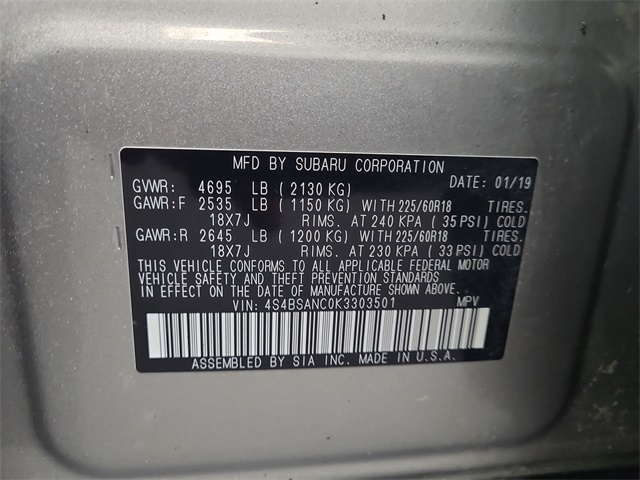 MFD BY SUBARU CORPORATION
GVWR: 4695 LB ( 2130 KG) DATE: 01/19
GAWR:F 2535 LB ( 1150 KG) WITH 225/60R18 TIRES.
18X7J RIMS. AT 240 KPA ( 35 PSI) COLD
GAWR:R 2645 LB ( 1200 KG) WITH 225/60R18 TIRES.
18X7J RIMS. AT 230 KPA ( 33 PSI) COLD
THIS VEHICLE CONFORMS TO ALL APPLICABLE FEDERAL MOTOR
VEHICLE SAFETY AND THEFT PREVENTION STANDARDS
IN EFFECT ON THE DATE OF MANUFACTURE SHOWN ABOVE.
VIN: 4S4BSANC0K3303501 MPV
ASSEMBLED BY SIA INC. MADE IN U.S.A.